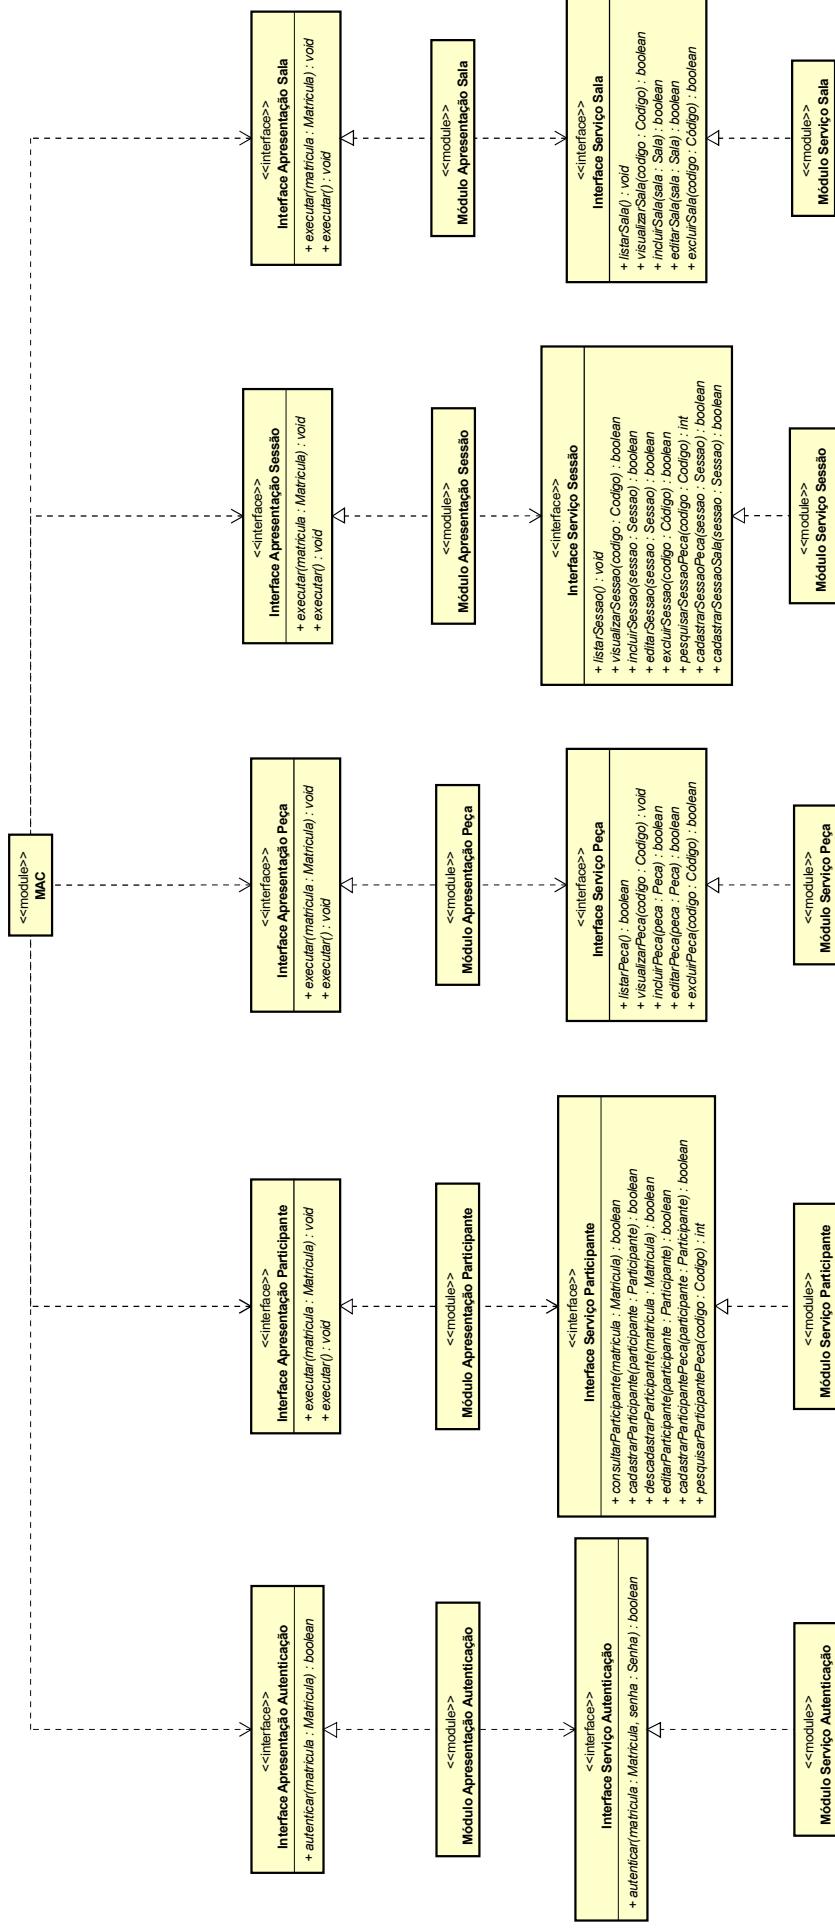 <<module>>
MAC
<<interface>>
Interface Apresentação Autenticação
+ autenticar(matricula : Matricula) : boolean
<<interface>>
Interface Apresentação Participante
+ executar(matricula : Matricula) : void
+ executar() : void
<<interface>>
Interface Apresentação Peça
+ executar(matricula : Matricula) : void
+ executar() : void
<<interface>>
Interface Apresentação Sessão
+ executar(matricula : Matricula) : void
+ executar() : void
<<interface>>
Interface Apresentação Sala
+ executar(matricula : Matricula) : void
+ executar() : void
<<module>>
Módulo Apresentação Autenticação
<<module>>
Módulo Apresentação Participante
<<module>>
Módulo Apresentação Peça
<<module>>
Módulo Apresentação Sessão
<<module>>
Módulo Apresentação Sala
<<interface>>
Interface Serviço Autenticação
+ autenticar(matricula : Matricula, senha : Senha) : boolean
<<interface>>
Interface Serviço Participante
+ consultarParticipante(matricula : Matricula) : boolean
+ cadastrarParticipante(participante : Participante) : boolean
+ descadastrarParticipante(matricula : Matricula) : boolean
+ editarParticipante(participante : Participante) : boolean
+ cadastrarParticipantePeca(participante : Participante) : boolean
+ pesquisarParticipantePeca(codigo : Codigo) : int
<<interface>>
Interface Serviço Peça
+ listarPeca() : boolean
+ visualizarPeca(codigo : Codigo) : void
+ incluirPeca(peca : Peca) : boolean
+ editarPeca(peca : Peca) : boolean
+ excluirPeca(codigo : Código) : boolean
<<interface>>
Interface Serviço Sessão
+ listarSessao() : void
+ visualizarSessao(codigo : Codigo) : boolean
+ incluirSessao(sessao : Sessao) : boolean
+ editarSessao(sessao : Sessao) : boolean
+ excluirSessao(codigo : Código) : boolean
+ pesquisarSessaoPeca(codigo : Codigo) : int
+ cadastrarSessaoPeca(sessao : Sessao) : boolean
+ cadastrarSessaoSala(sessao : Sessao) : boolean
<<interface>>
Interface Serviço Sala
+ listarSala() : void
+ visualizarSala(codigo : Codigo) : boolean
+ incluirSala(sala : Sala) : boolean
+ editarSala(sala : Sala) : boolean
+ excluirSala(codigo : Código) : boolean
<<module>>
Módulo Serviço Autenticação
<<module>>
Módulo Serviço Participante
<<module>>
Módulo Serviço Peça
<<module>>
Módulo Serviço Sessão
<<module>>
Módulo Serviço Sala